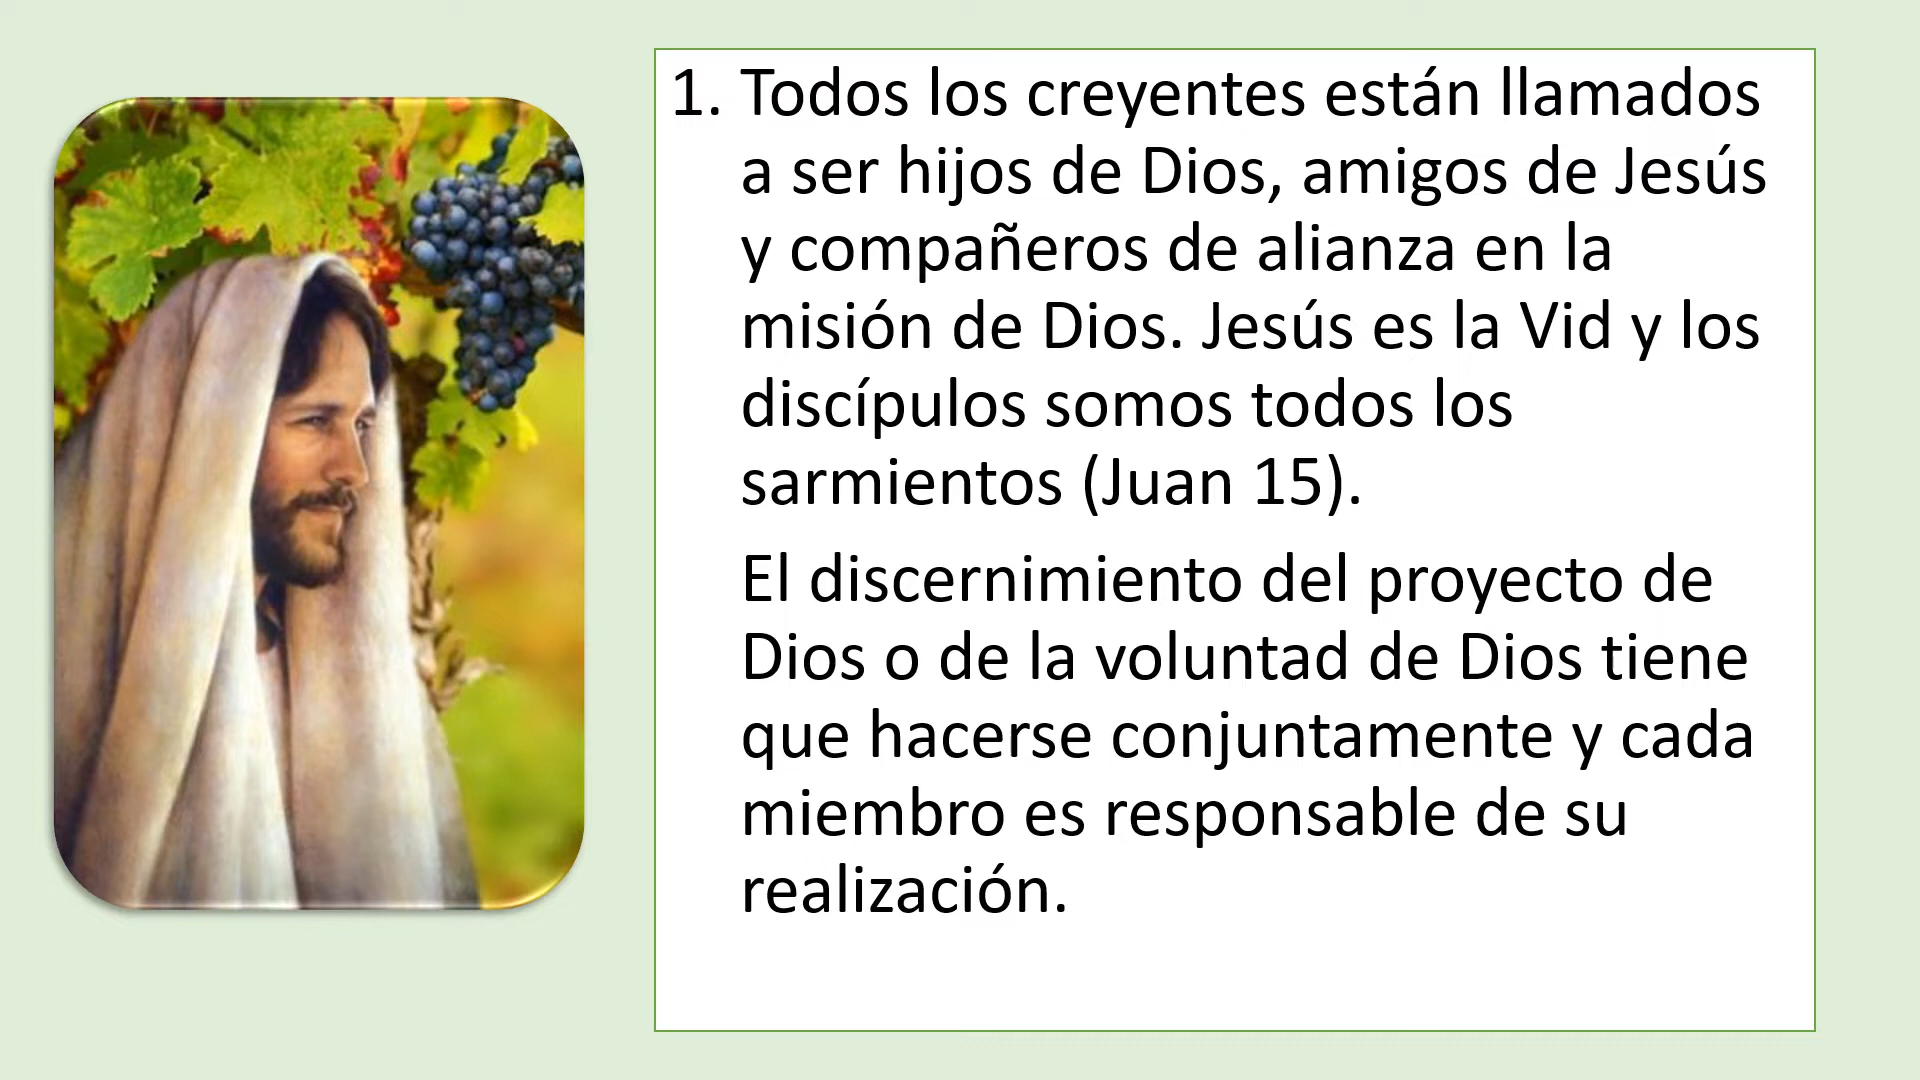 1. Todos los creyentes están llamados
a ser hijos de Dios, amigos de Jesús
y compañeros de alianza en la
misión de Dios. Jesús es la Vid y los
discípulos somos todos los
sarmientos (Juan 15).
El discernimiento del proyecto de
Dios o de la voluntad de Dios tiene
que hacerse conjuntamente y cada
miembro es responsable de su
realización.